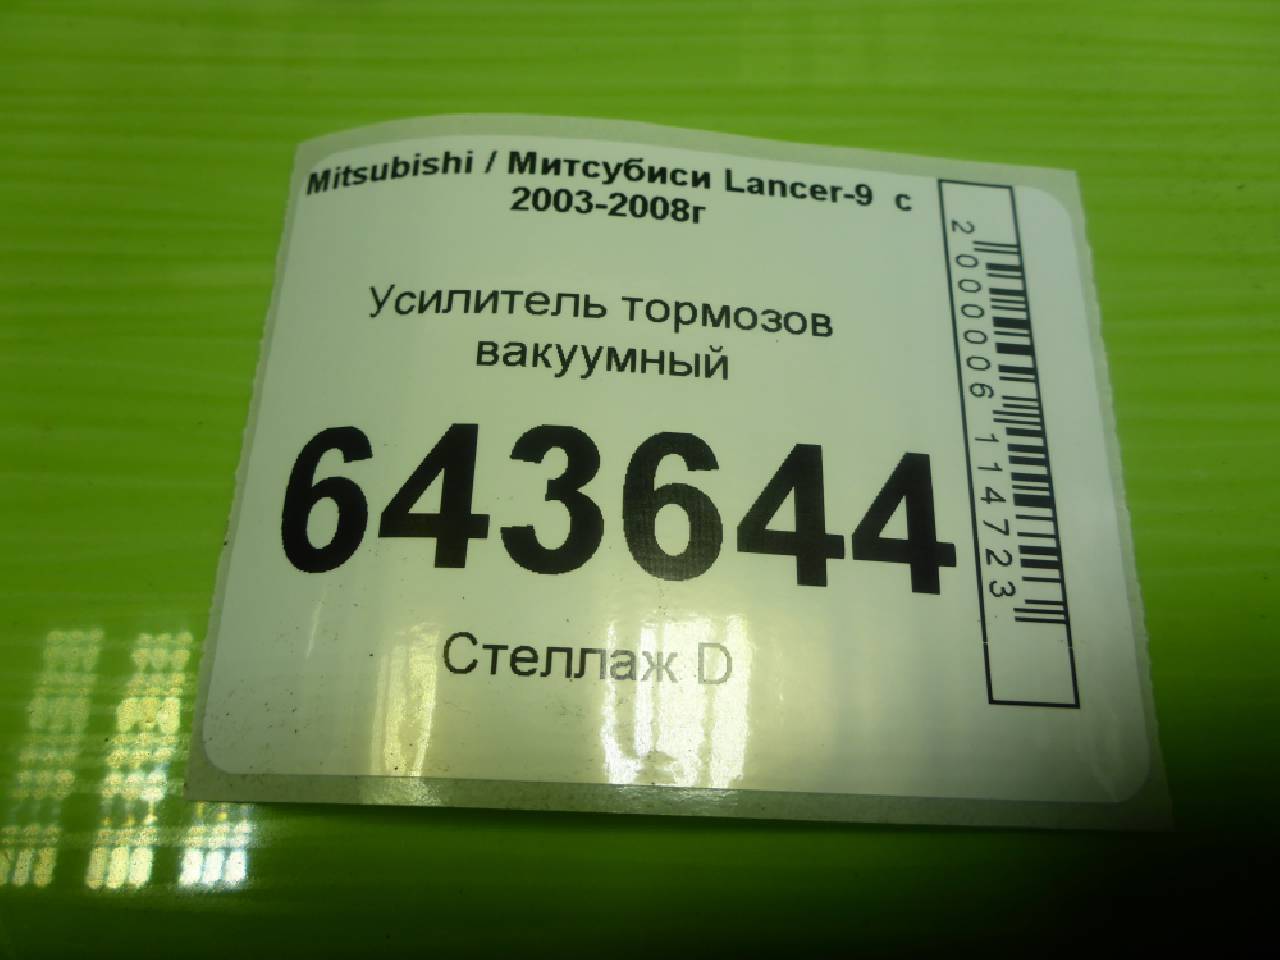 Mitsubishi / Митсубиси Lancer-9 с
2003-2008г
Усилитель тормозов
вакуумный
643644
Стеллаж D
2000006114723